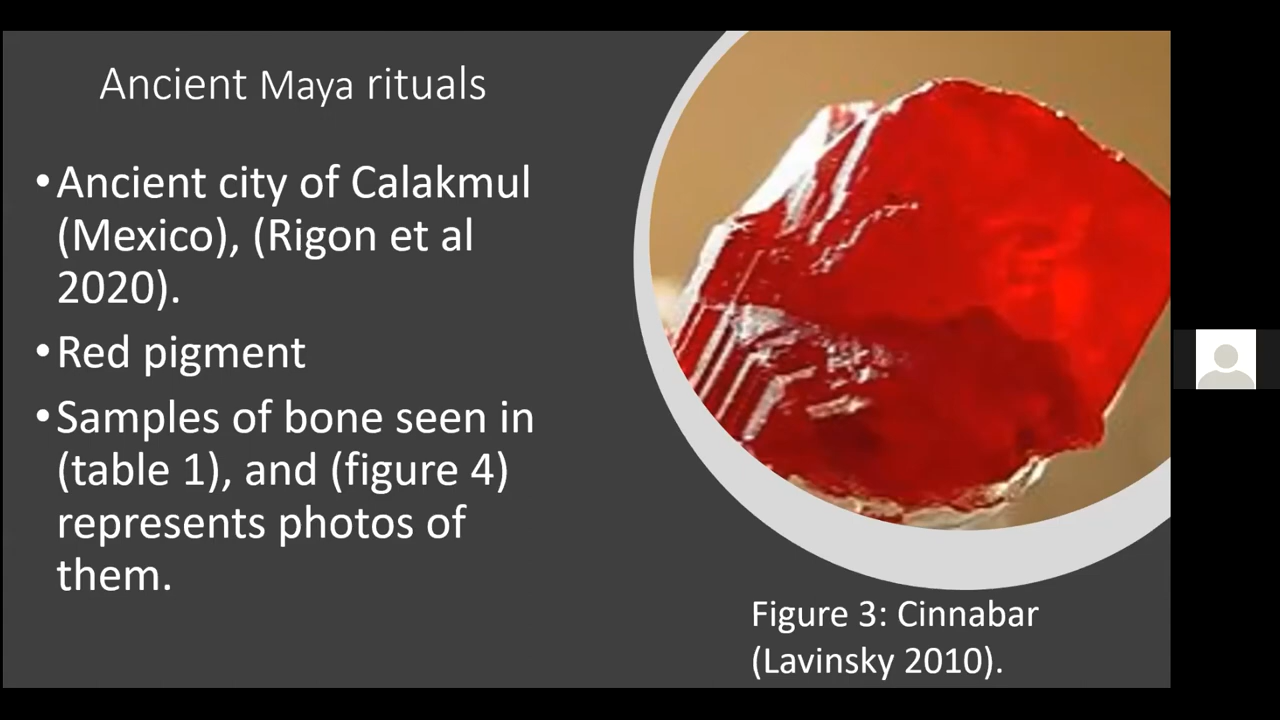 Ancient Maya rituals
•Ancient city of Calakmul
(Mexico), (Rigon et al
2020).
•Red pigment
•Samples of bone seen in
(table 1), and (figure 4)
represents photos of
them.
Figure 3: Cinnabar
(Lavinsky 2010).